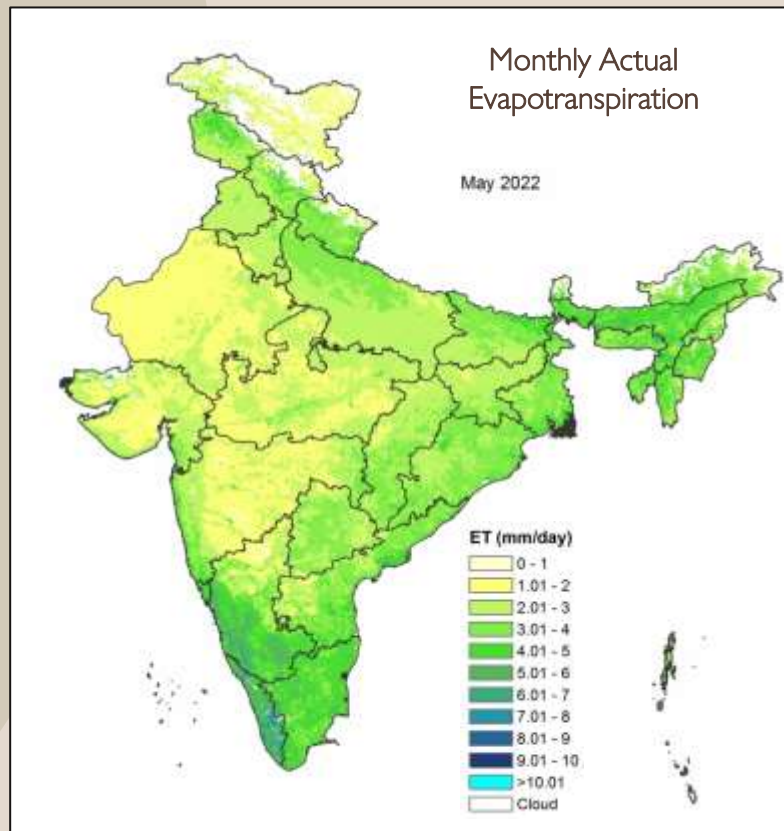 Monthly Actual
Evapotranspiration
May 2022
ET (mm/day)
0 - 1
1.01 - 2
2.01 - 3
3.01 - 4
4.01 - 5
5.01 - 6
6.01 - 7
7.01 - 8
8.01 - 9
9.01 - 10
>10.01
Cloud